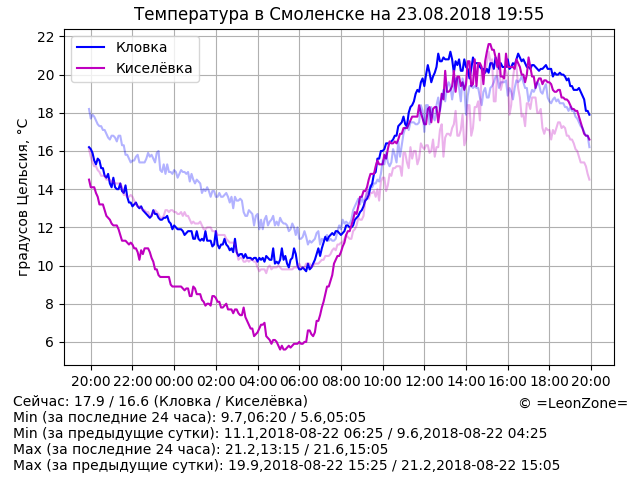 Температура в Смоленске на 23.08.2018 19:55
Кловка
Киселёвка
градусов Цельсия, °C
22
20
18
16
14
12
10
8
6
20:00 22:00 00:00 02:00 04:00 06:00 08:00 10:00 12:00 14:00 16:00 18:00 20:00
Сейчас: 17.9 / 16.6 (Кловка / Киселёвка)
© =LeonZone=
Min (за последние 24 часа): 9.7,06:20 / 5.6,05:05
Min (за предыдущие сутки): 11.1,2018-08-22 06:25 / 9.6,2018-08-22 04:25
Max (за последние 24 часа): 21.2,13:15 / 21.6,15:05
Max (за предыдущие сутки): 19.9,2018-08-22 15:25 / 21.2,2018-08-22 15:05